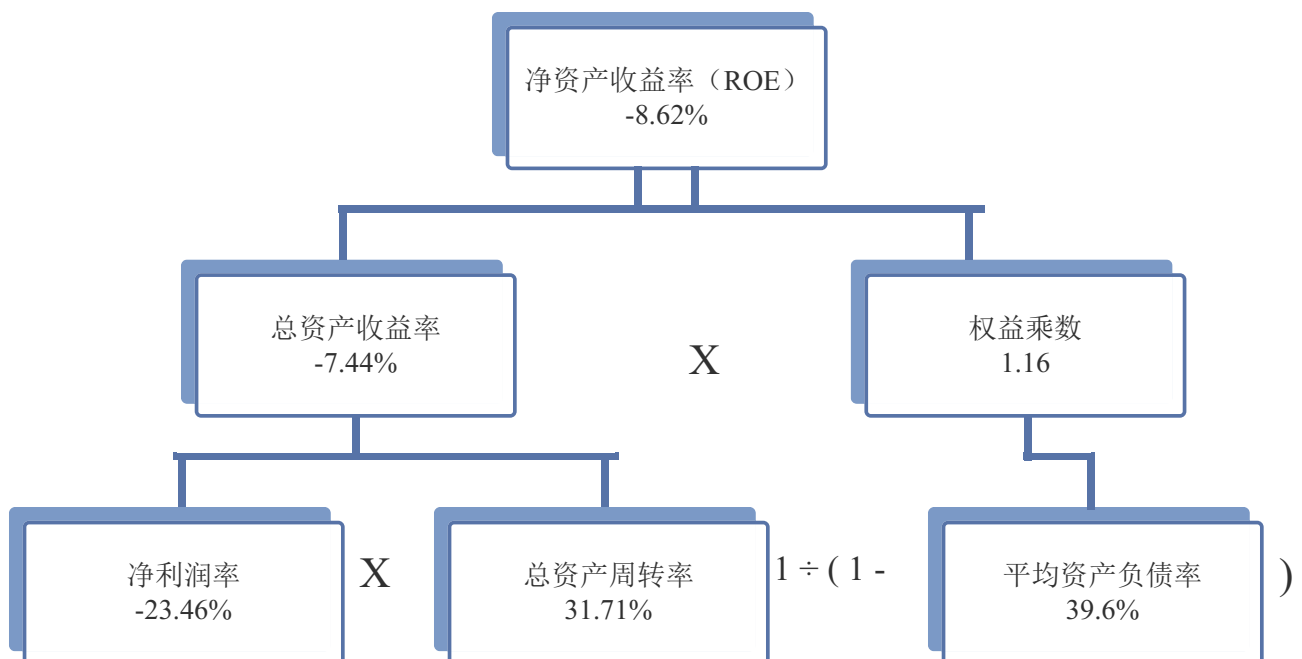 净资产收益率（ROE）
-8.62%
总资产收益率
-7.44%
X
权益乘数
1.16
净利润率
-23.46%
X
总资产周转率
31.71%
1 ÷ ( 1 -
平均资产负债率
39.6%
)